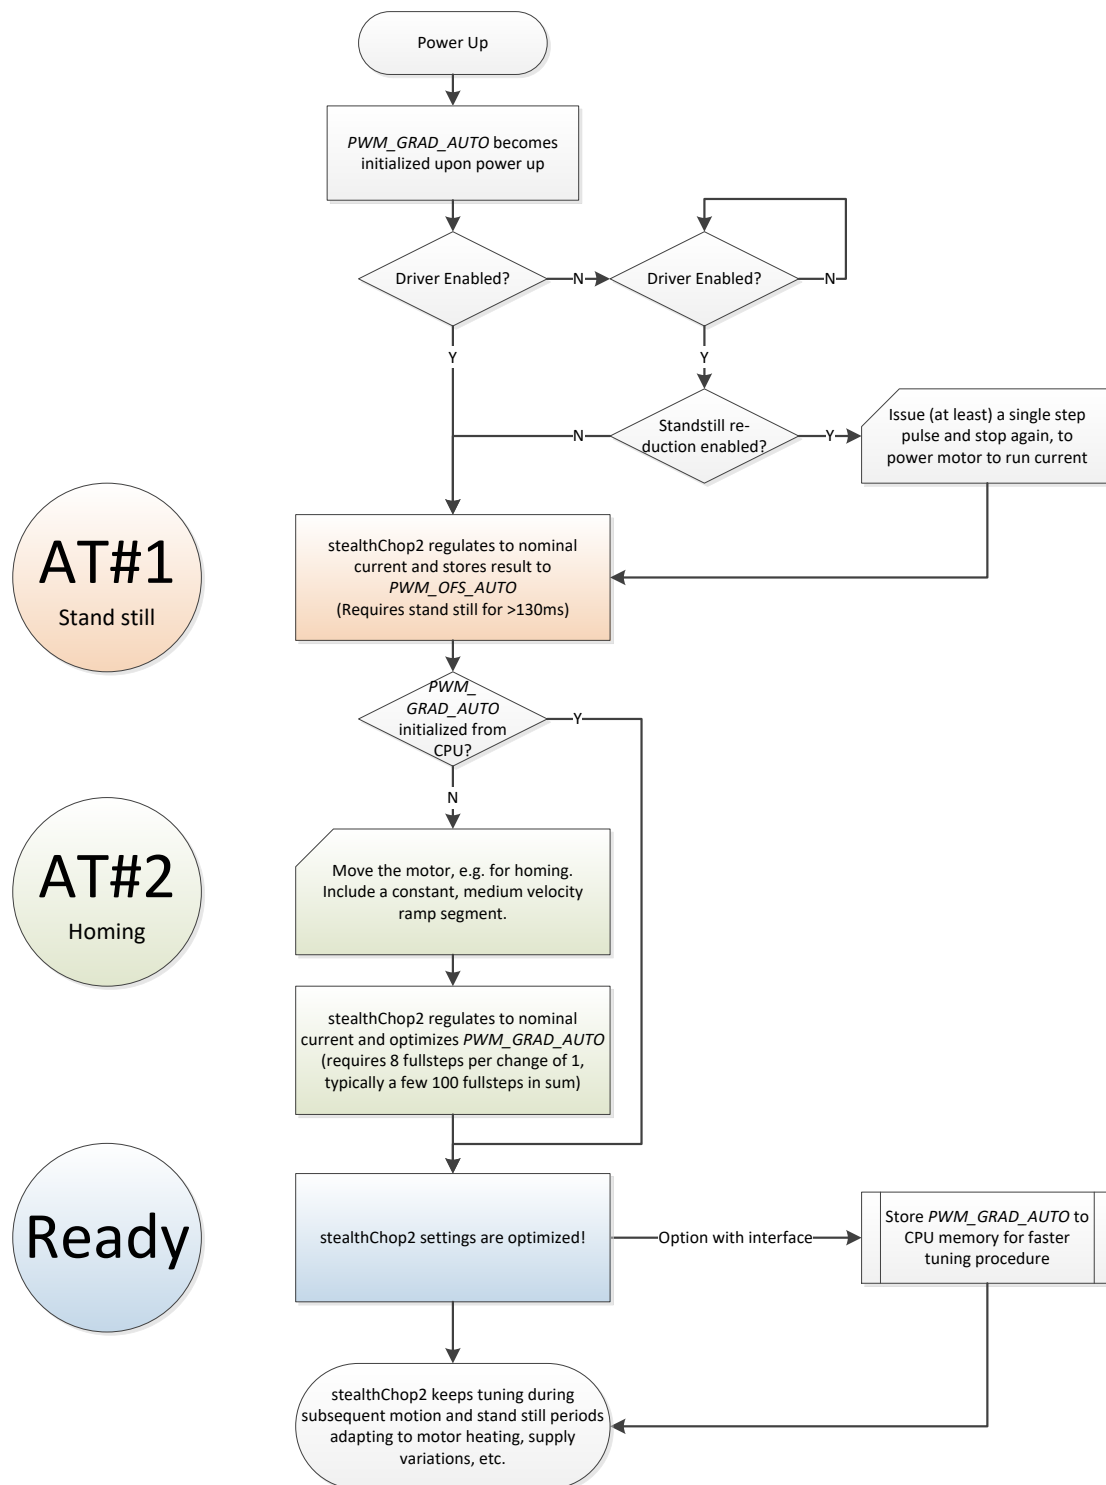 Power Up
PWM_GRAD_AUTO becomes
initialized upon power up
Driver Enabled?
N
Driver Enabled?
N
Y
Y
Standstill re-
duction enabled?
N
Y
Issue (at least) a single step
pulse and stop again, to
power motor to run current
AT#1
Stand still
stealthChop2 regulates to nominal
current and stores result to
PWM_OFS_AUTO
(Requires stand still for >130ms)
PWM_
GRAD_AUTO
initialized from
CPU?
Y
N
AT#2
Homing
Move the motor, e.g. for homing.
Include a constant, medium velocity
ramp segment.
stealthChop2 regulates to nominal
current and optimizes PWM_GRAD_AUTO
(requires 8 fullsteps per change of 1,
typically a few 100 fullsteps in sum)
Ready
stealthChop2 settings are optimized!
Option with interface
Store PWM_GRAD_AUTO to
CPU memory for faster
tuning procedure
stealthChop2 keeps tuning during
subsequent motion and stand still periods
adapting to motor heating, supply
variations, etc.